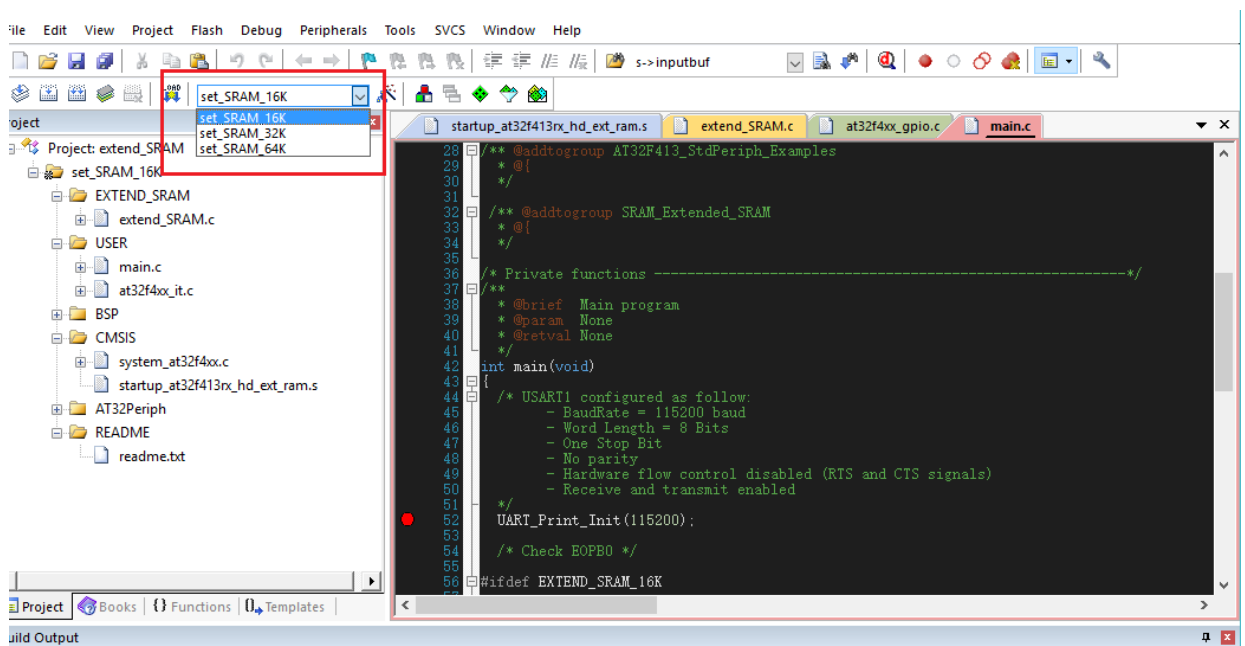 File Edit View Project Flash Debug Peripherals Tools SVCS Window Help
s->inputbuf
set_SRAM_16K
set_SRAM_16K
set_SRAM_32K
set_SRAM_64K
roject
Project: extend_SRAM
set_SRAM_16K
EXTEND_SRAM
extend_SRAM.c
USER
main.c
at32f4xx_it.c
BSP
CMSIS
system_at32f4xx.c
startup_at32f413rx_hd_ext_ram.s
AT32Periph
README
readme.txt
Project Books {} Functions 0 Templates
startup_at32f413rx_hd_ext_ram.s extend_SRAM.c at32f4xx_gpio.c main.c
28 /** @addtogroup AT32F413_StdPeriph_Examples
29 * @{
30 */
31
32 /** @addtogroup SRAM_Extended_SRAM
33 * @{
34 */
35
36 /* Private functions ---------------------------------------------------------*/
37 /**
38 * @brief Main program
39 * @param None
40 * @retval None
41 */
42 int main(void)
43 {
44 /* USART1 configured as follow:
45 - BaudRate = 115200 baud
46 - Word Length = 8 Bits
47 - One Stop Bit
48 - No parity
49 - Hardware flow control disabled (RTS and CTS signals)
50 - Receive and transmit enabled
51 */
52 UART_Print_Init(115200);
53
54 /* Check EOPB0 */
55
56 #ifdef EXTEND_SRAM_16K
uild Output